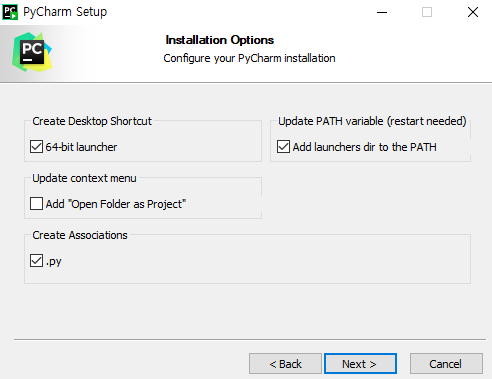 PC
PyCharm Setup
PC
Installation Options
Configure your PyCharm installation
Create Desktop Shortcut
64-bit launcher
Update PATH variable (restart needed)
Add launchers dir to the PATH
Update context menu
Add "Open Folder as Project"
Create Associations
.py
< Back
Next >
Cancel